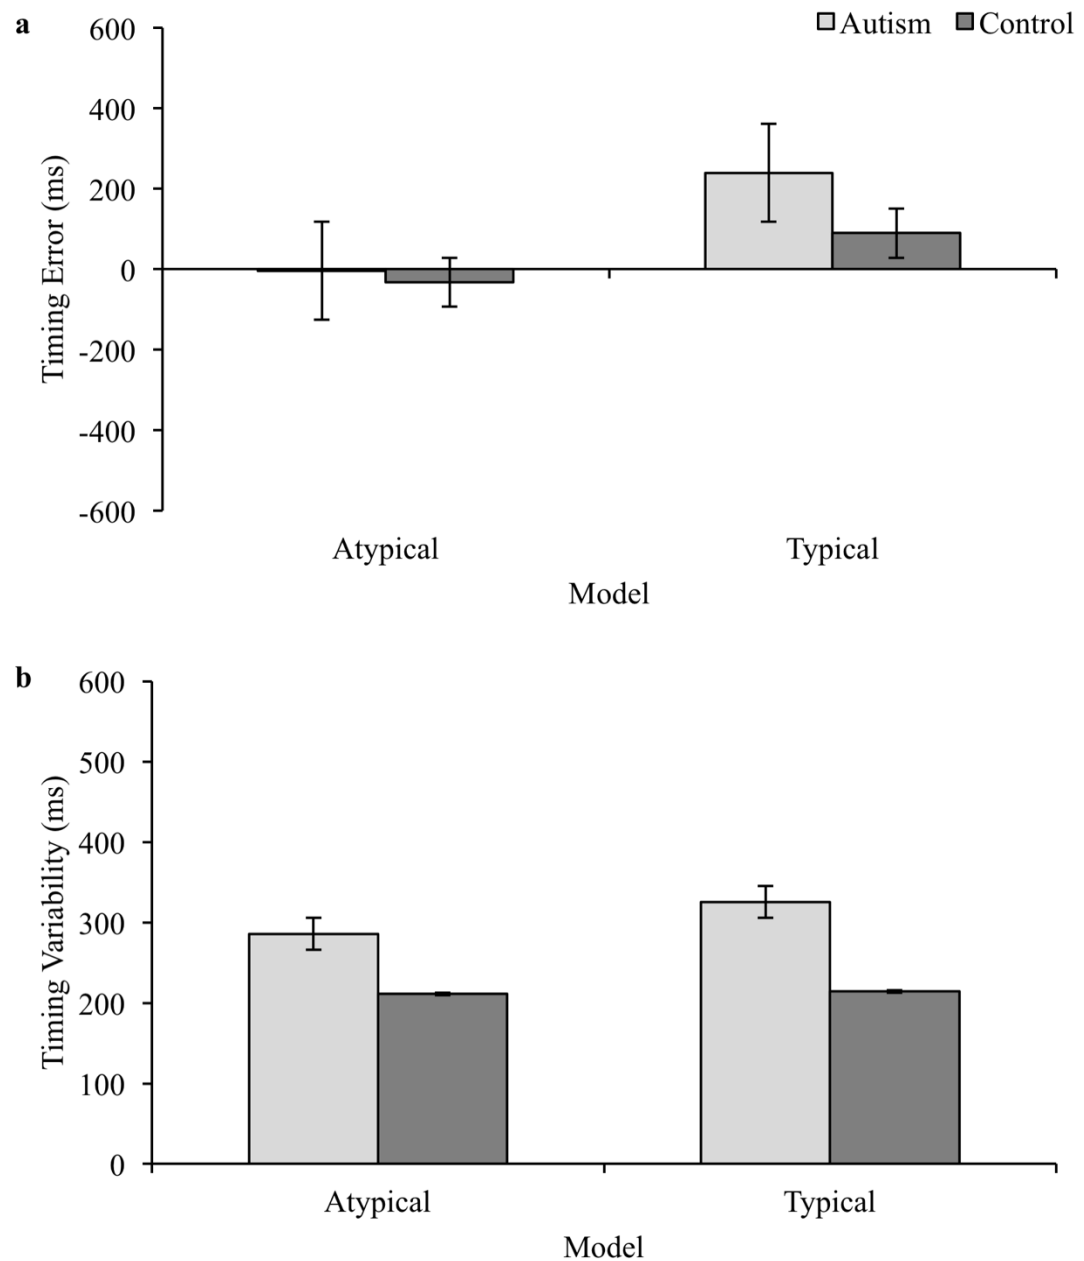 a
Autism Control
600
400
200
0
-200
-400
-600
Timing Error (ms)
Atypical Typical
Model
b
600
500
400
300
200
100
0
Timing Variability (ms)
Atypical Typical
Model